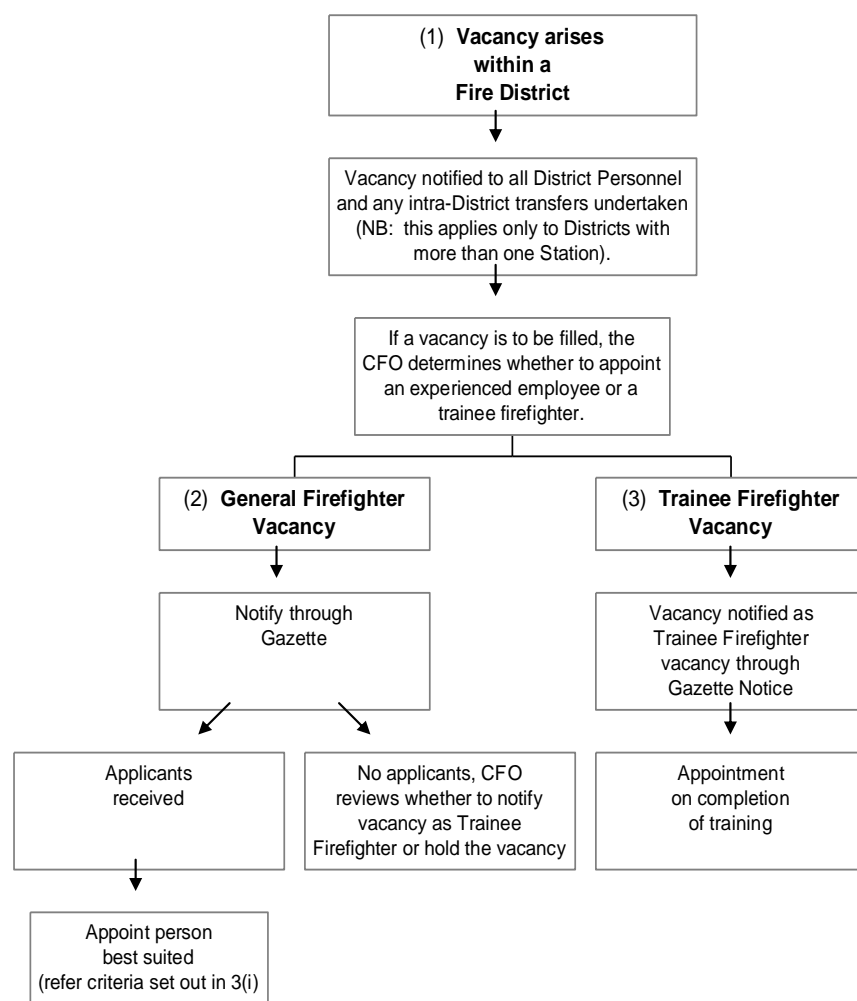 (1) Vacancy arises
within a
Fire District
Vacancy notified to all District Personnel
and any intra-District transfers undertaken
(NB: this applies only to Districts with
more than one Station).
If a vacancy is to be filled, the
CFO determines whether to appoint
an experienced employee or a
trainee firefighter.
(2) General Firefighter
Vacancy
(3) Trainee Firefighter
Vacancy
Notify through
Gazette
Vacancy notified as
Trainee Firefighter
vacancy through
Gazette Notice
Applicants
received
No applicants, CFO
reviews whether to notify
vacancy as Trainee
Firefighter or hold the vacancy
Appointment
on completion
of training
Appoint person
best suited
(refer criteria set out in 3(i)